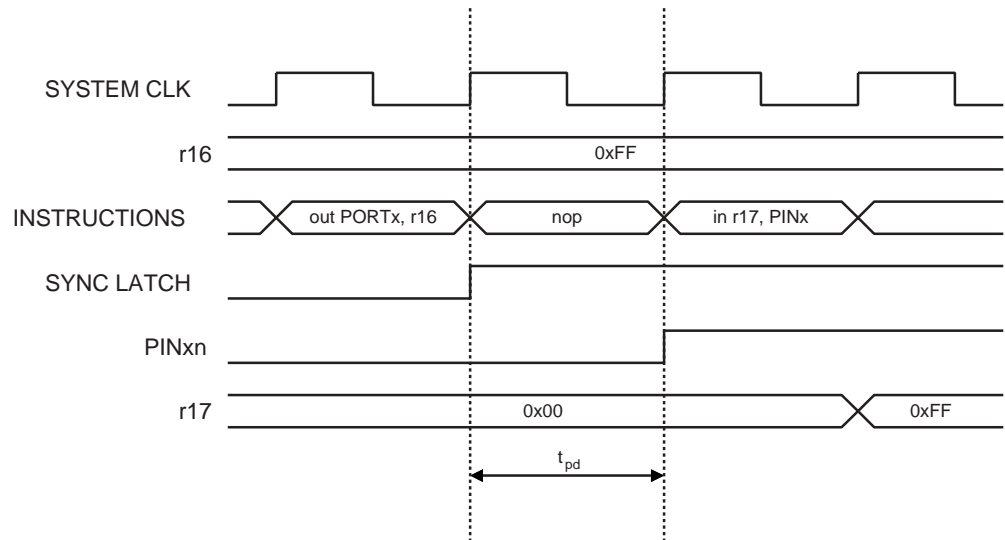 SYSTEM CLK
r16
0xFF
INSTRUCTIONS
out PORTx, r16
nop
in r17, PINx
SYNC LATCH
PINxn
r17
0x00
0xFF
tpd